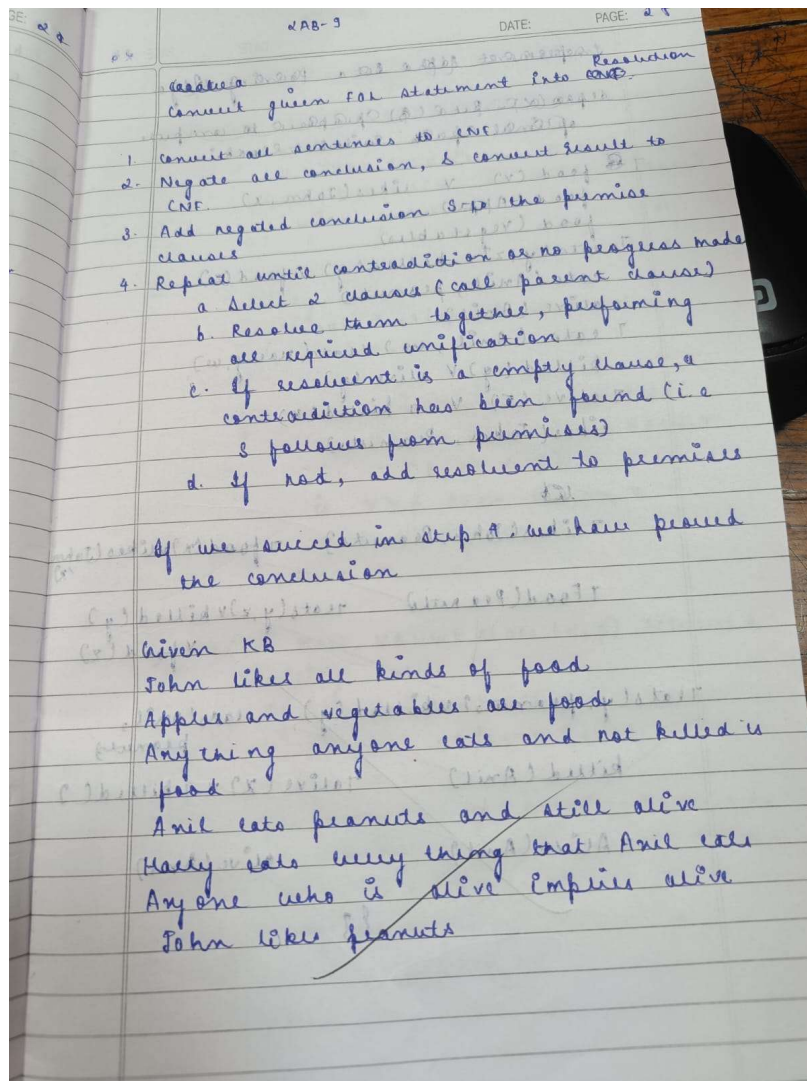 LAB-9
DATE:
PAGE: 29
Convert given FOL statement into Resolution
1. Convert all sentences to CNF
2. Negate all conclusion, S convert result to
CNF.
3. Add negated conclusion S to the premise
clauses
4. Repeat until contradiction or no progress made
a. Select 2 clauses (call parent clause)
b. Resolve them together, performing
all required unification
c. If resolvent is a empty clause, a
contradiction has been found (i.e
S follows from premises)
d. If not, add resolvent to premises
If we succeed in step 4. we have proved
the conclusion
Given KB
John likes all kinds of food
Apples and vegetables are food
Anything anyone eats and not killed is
food
Anil eats peanuts and still alive
Harry eats every thing that Anil eats
Any one who is alive implies alive
John likes peanuts